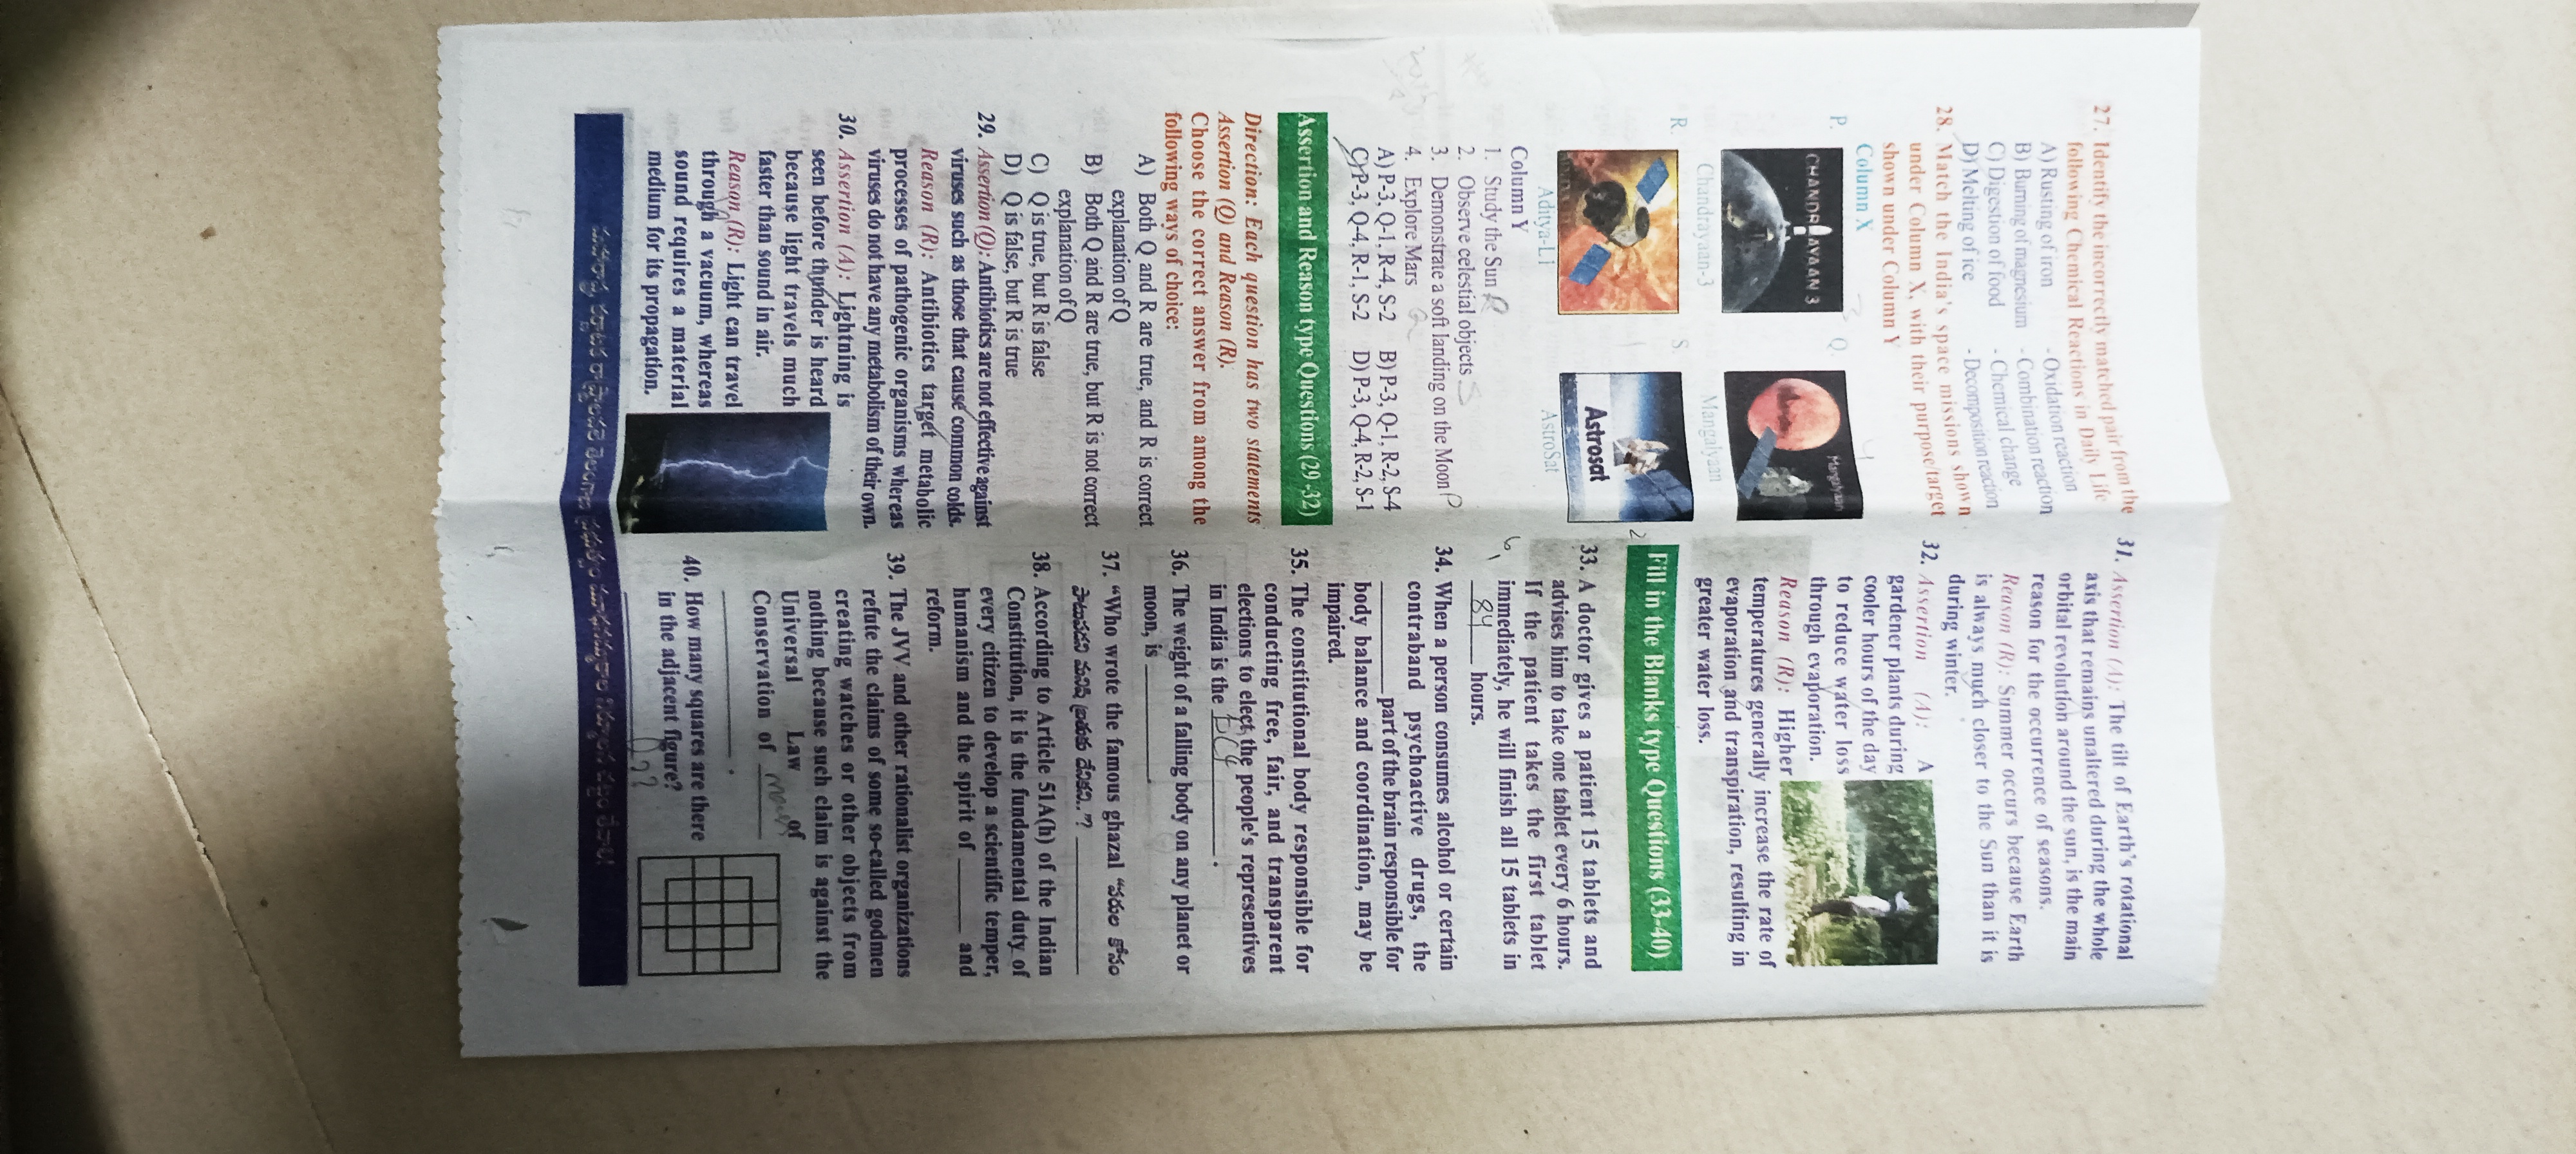 27. Identify the incorrectly matched pair from the
following Chemical Reactions in Daily Life
A) Rusting of iron - Oxidation reaction
B) Burning of magnesium - Combination reaction
C) Digestion of food - Chemical change
D) Melting of ice - Decomposition reaction
28. Match the India's space missions shown
under Column X, with their purpose/target
shown under Column Y
Column X
P. 3 Q. 4
CHANDRAYAAN 3
Mangalyaan
Chandrayaan-3 Mangalyaan
R. S.
Astrosat
Aditya-L1 AstroSat
Column Y
1. Study the Sun R
2. Observe celestial objects S
3. Demonstrate a soft landing on the Moon P
4. Explore Mars Q
A) P-3, Q-1, R-4, S-2 B) P-3, Q-1, R-2, S-4
C) P-3, Q-4, R-1, S-2 D) P-3, Q-4, R-2, S-1
Assertion and Reason type Questions (29-32)
Direction: Each question has two statements
Assertion (Q) and Reason (R).
Choose the correct answer from among the
following ways of choice:
A) Both Q and R are true, and R is correct
explanation of Q
B) Both Q and R are true, but R is not correct
explanation of Q
C) Q is true, but R is false
D) Q is false, but R is true
29. Assertion (Q): Antibiotics are not effective against
viruses such as those that cause common colds.
Reason (R): Antibiotics target metabolic
processes of pathogenic organisms whereas
viruses do not have any metabolism of their own.
30. Assertion (A): Lightning is
seen before thunder is heard
because light travels much
faster than sound in air.
Reason (R): Light can travel
through a vacuum, whereas
sound requires a material
medium for its propagation.
31. Assertion (A): The tilt of Earth's rotational
axis that remains unaltered during the whole
orbital revolution around the sun, is the main
reason for the occurrence of seasons.
Reason (R): Summer occurs because Earth
is always much closer to the Sun than it is
during winter.
32. Assertion (A): A
gardener plants during
cooler hours of the day
to reduce water loss
through evaporation.
Reason (R): Higher
temperatures generally increase the rate of
evaporation and transpiration, resulting in
greater water loss.
Fill in the Blanks type Questions (33-40)
33. A doctor gives a patient 15 tablets and
advises him to take one tablet every 6 hours.
If the patient takes the first tablet
immediately, he will finish all 15 tablets in
84 hours.
34. When a person consumes alcohol or certain
contraband psychoactive drugs, the
part of the brain responsible for
body balance and coordination, may be
impaired.
35. The constitutional body responsible for
conducting free, fair, and transparent
elections to elect the people's representives
in India is the
36. The weight of a falling body on any planet or
moon, is
37. "Who wrote the famous ghazal
38. According to Article 51A(h) of the Indian
Constitution, it is the fundamental duty of
every citizen to develop a scientific temper,
humanism and the spirit of and
reform.
39. The JVV and other rationalist organizations
refute the claims of some so-called godmen
creating watches or other objects from
nothing because such claim is against the
Universal Law of
Conservation of
40. How many squares are there
in the adjacent figure?